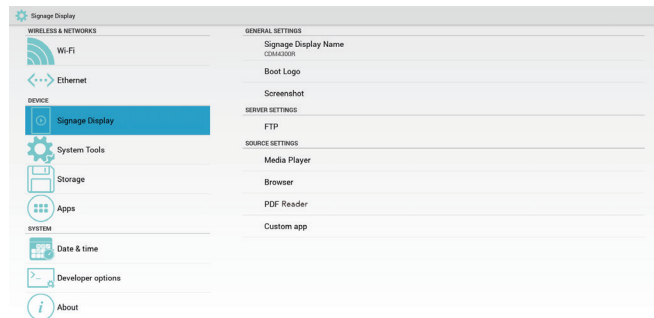 Signage Display
WIRELESS & NETWORKS
Wi-Fi
Ethernet
DEVICE
Signage Display
System Tools
Storage
Apps
SYSTEM
Date & time
Developer options
About
GENERAL SETTINGS
Signage Display Name
CDM4300R
Boot Logo
Screenshot
SERVER SETTINGS
FTP
SOURCE SETTINGS
Media Player
Browser
PDF Reader
Custom app